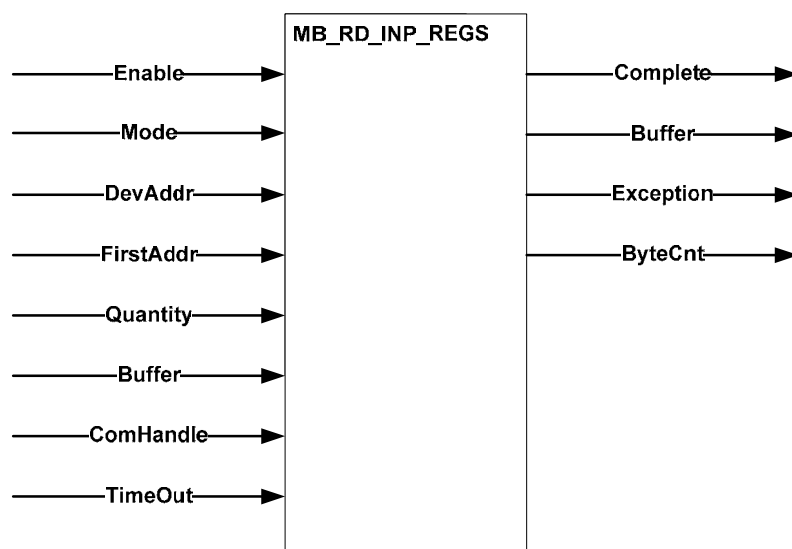 MB_RD_INP_REGS
Enable
Complete
Mode
Buffer
DevAddr
Exception
FirstAddr
ByteCnt
Quantity
Buffer
ComHandle
TimeOut